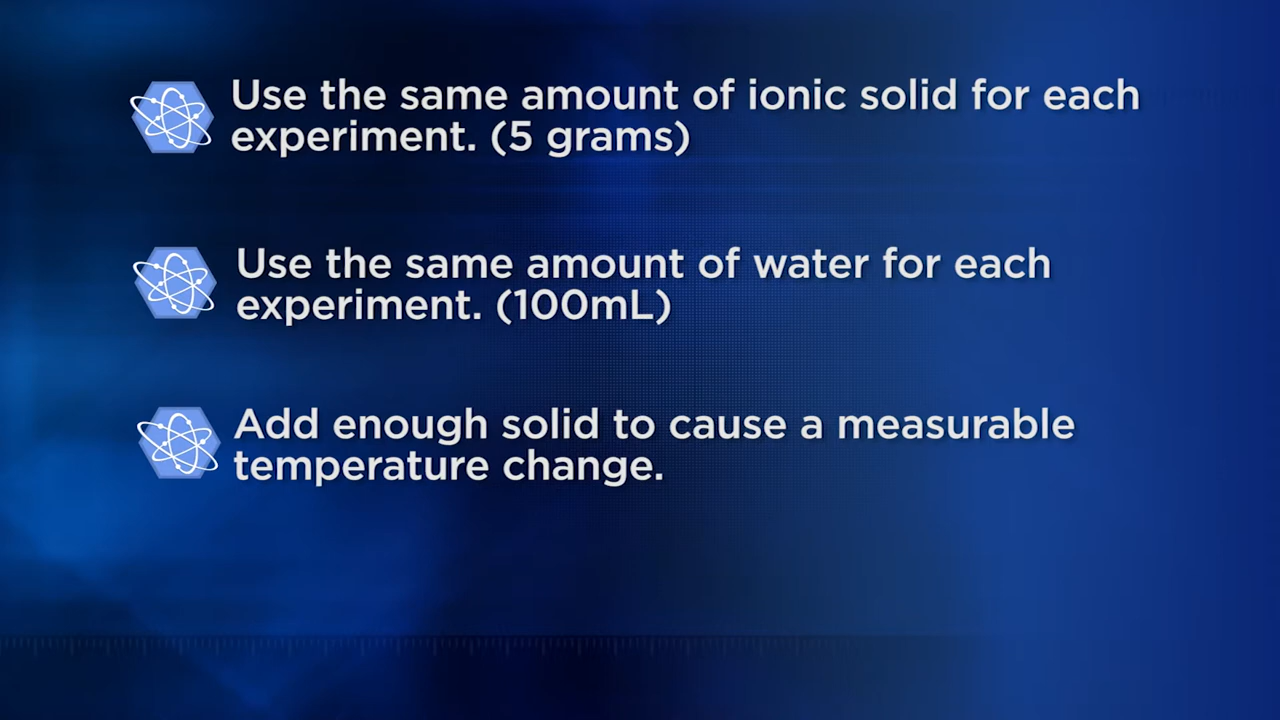 Use the same amount of ionic solid for each
experiment. (5 grams)
Use the same amount of water for each
experiment. (100mL)
Add enough solid to cause a measurable
temperature change.